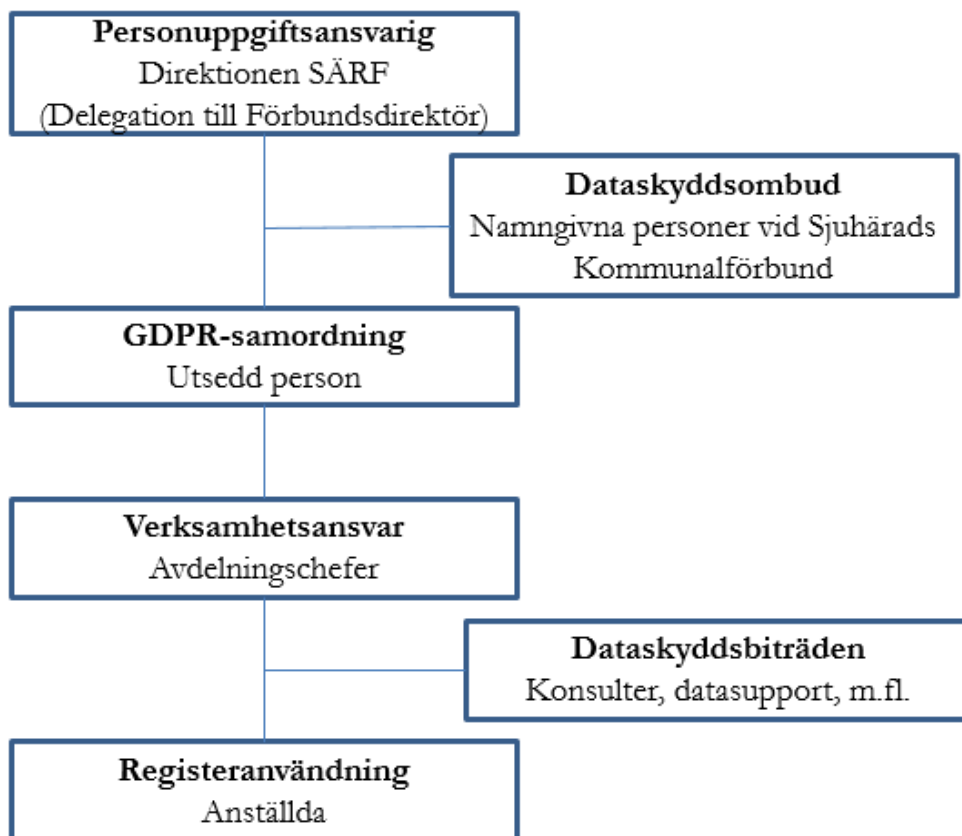 Personuppgiftsansvarig
Direktionen SÄRF
(Delegation till Förbundsdirektör)
Dataskyddsombud
Namngivna personer vid Sjuhärads
Kommunalförbund
GDPR-samordning
Utsedd person
Verksamhetsansvar
Avdelningschefer
Dataskyddsbiträden
Konsulter, datasupport, m.fl.
Registeranvändning
Anställda